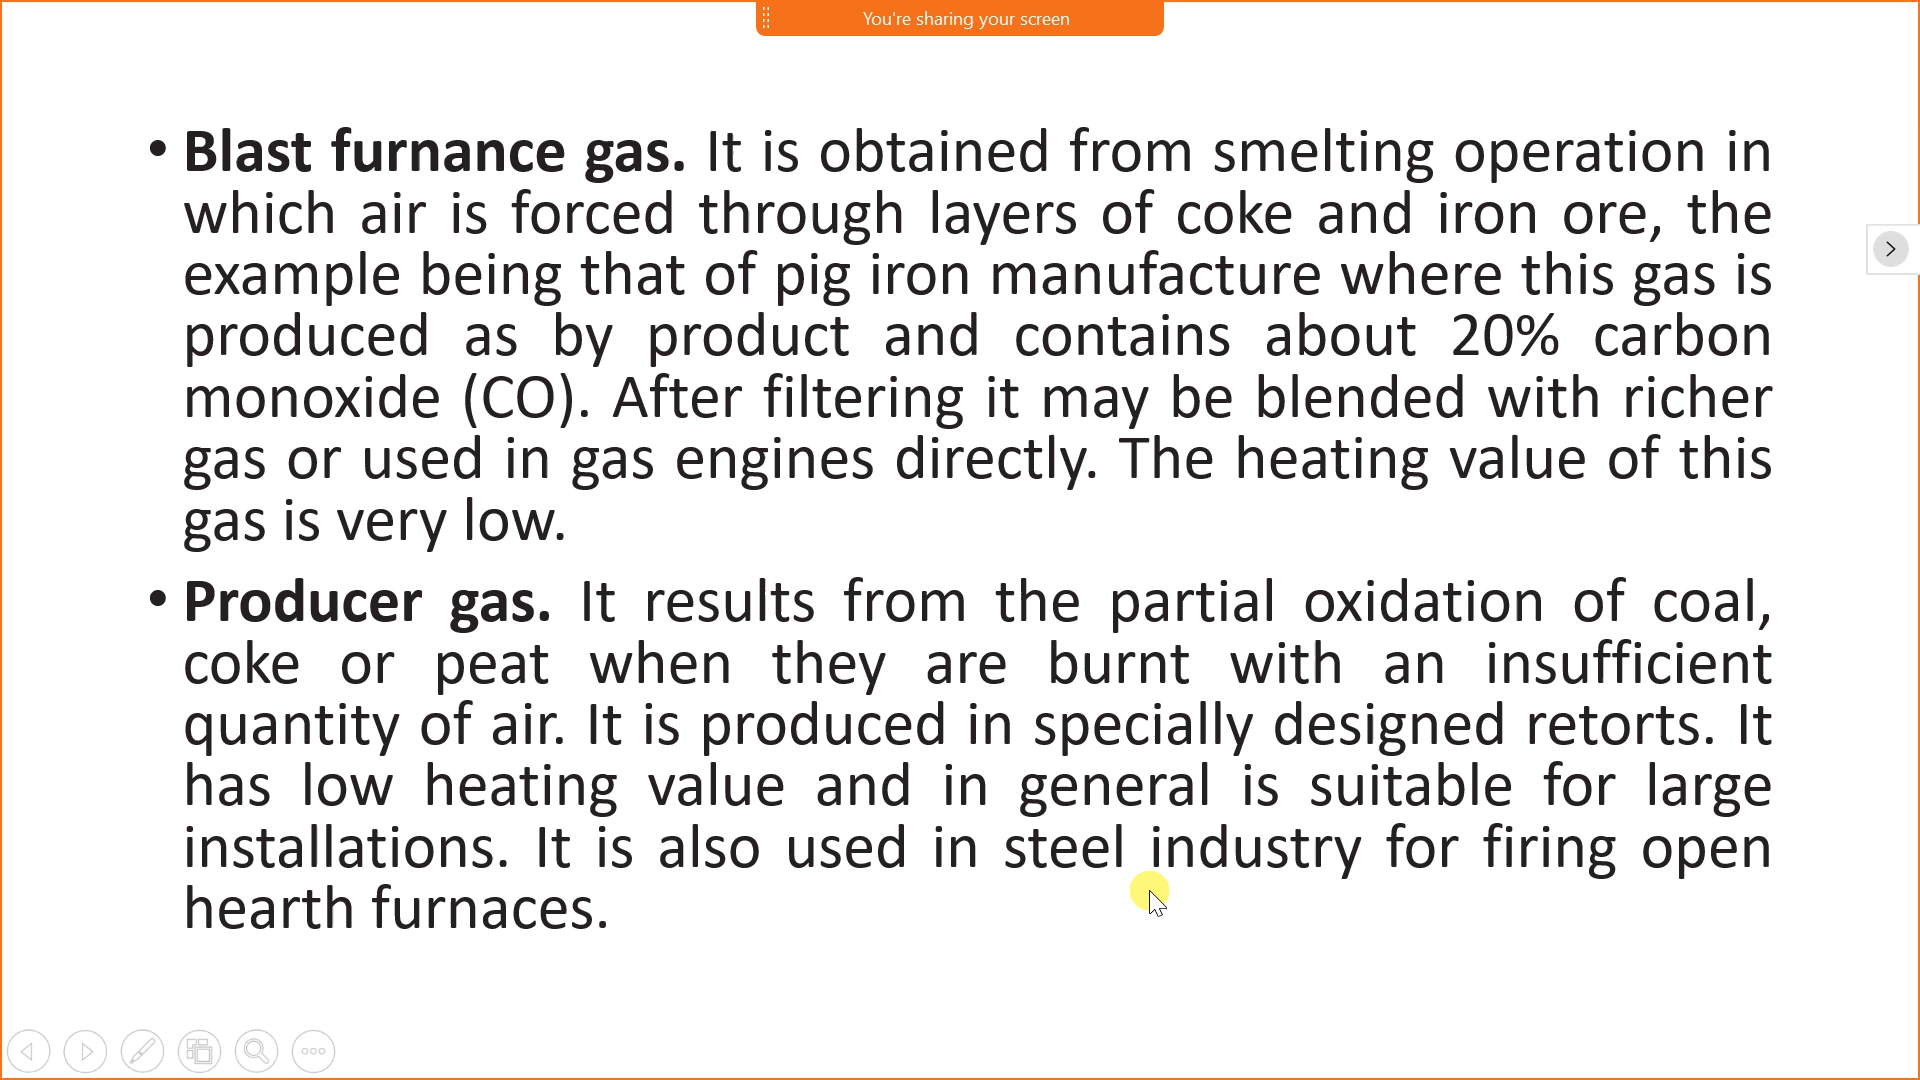 You're sharing your screen
• Blast furnance gas. It is obtained from smelting operation in
which air is forced through layers of coke and iron ore, the
example being that of pig iron manufacture where this gas is
produced as by product and contains about 20% carbon
monoxide (CO). After filtering it may be blended with richer
gas or used in gas engines directly. The heating value of this
gas is very low.
• Producer gas. It results from the partial oxidation of coal,
coke or peat when they are burnt with an insufficient
quantity of air. It is produced in specially designed retorts. It
has low heating value and in general is suitable for large
installations. It is also used in steel industry for firing open
hearth furnaces.